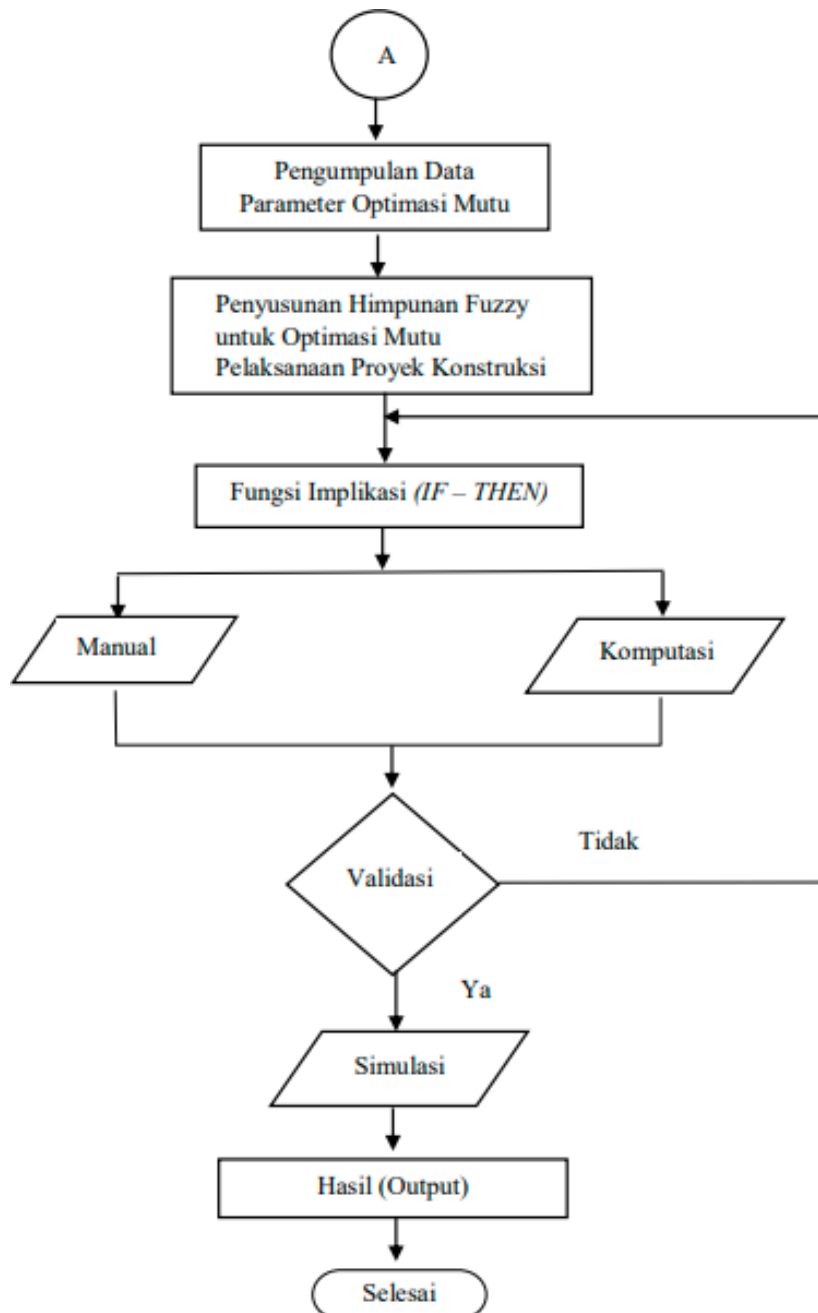 A
Pengumpulan Data
Parameter Optimasi Mutu
Penyusunan Himpunan Fuzzy
untuk Optimasi Mutu
Pelaksanaan Proyek Konstruksi
Fungsi Implikasi (IF – THEN)
Manual
Komputasi
Validasi
Tidak
Ya
Simulasi
Hasil (Output)
Selesai